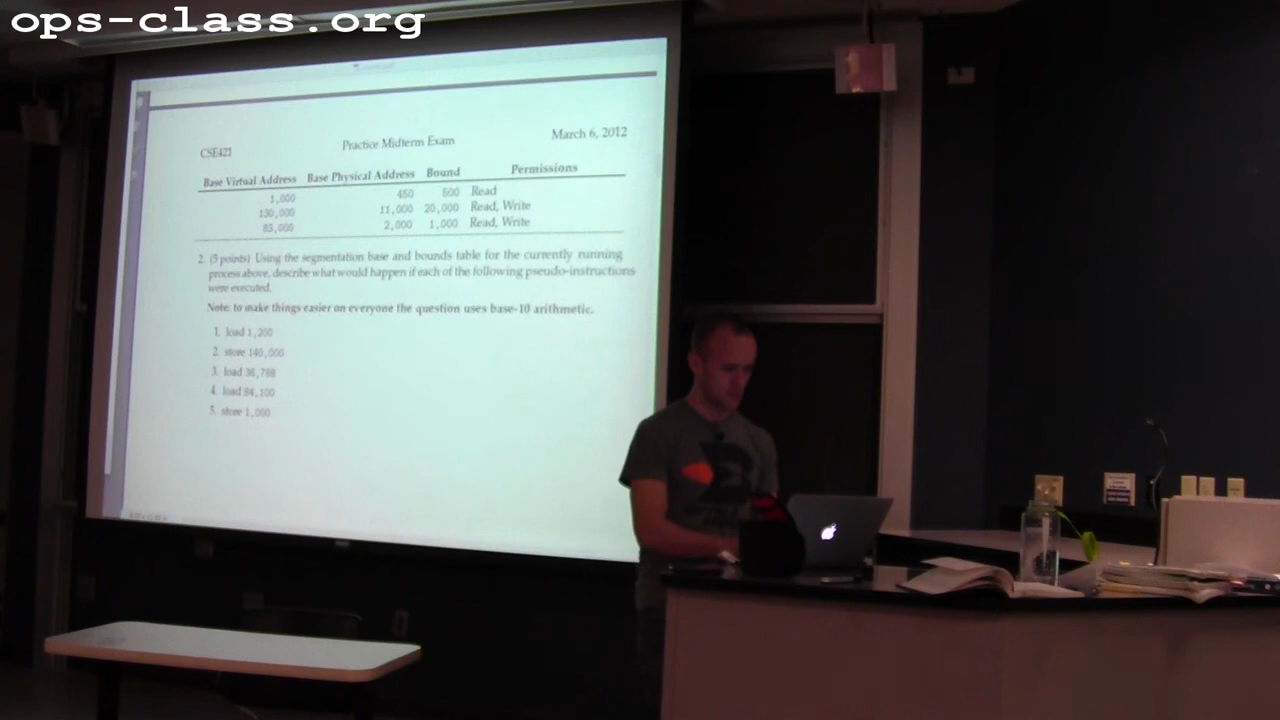 ops-class.org
CSE421 Practice Midterm Exam March 6, 2012
Base Virtual Address Base Physical Address Bound Permissions
1,000 450 500 Read
130,000 11,000 20,000 Read, Write
83,000 2,000 1,000 Read, Write
2. (5 points) Using the segmentation base and bounds table for the currently running
process above, describe what would happen if each of the following pseudo-instructions
were executed.
Note: to make things easier on everyone the question uses base-10 arithmetic.
1. load 1,200
2. store 140,000
3. load 36,788
4. load 84,100
5. store 1,000